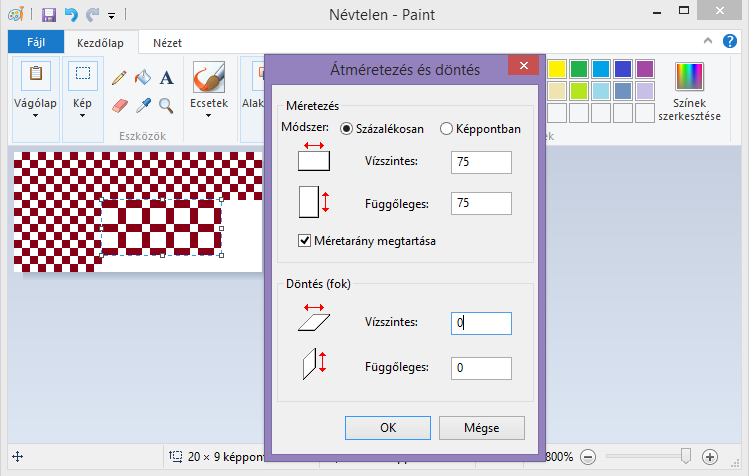 Névtelen - Paint
Fájl Kezdőlap Nézet
Vágólap Kép Eszközök Ecsetek Alak Színek szerkesztése
Átméretezés és döntés
Méretezés
Módszer: Százalékosan Képpontban
Vízszintes: 75
Függőleges: 75
Méretarány megtartása
Döntés (fok)
Vízszintes: 0
Függőleges: 0
OK Mégse
20 × 9 képpont 800%